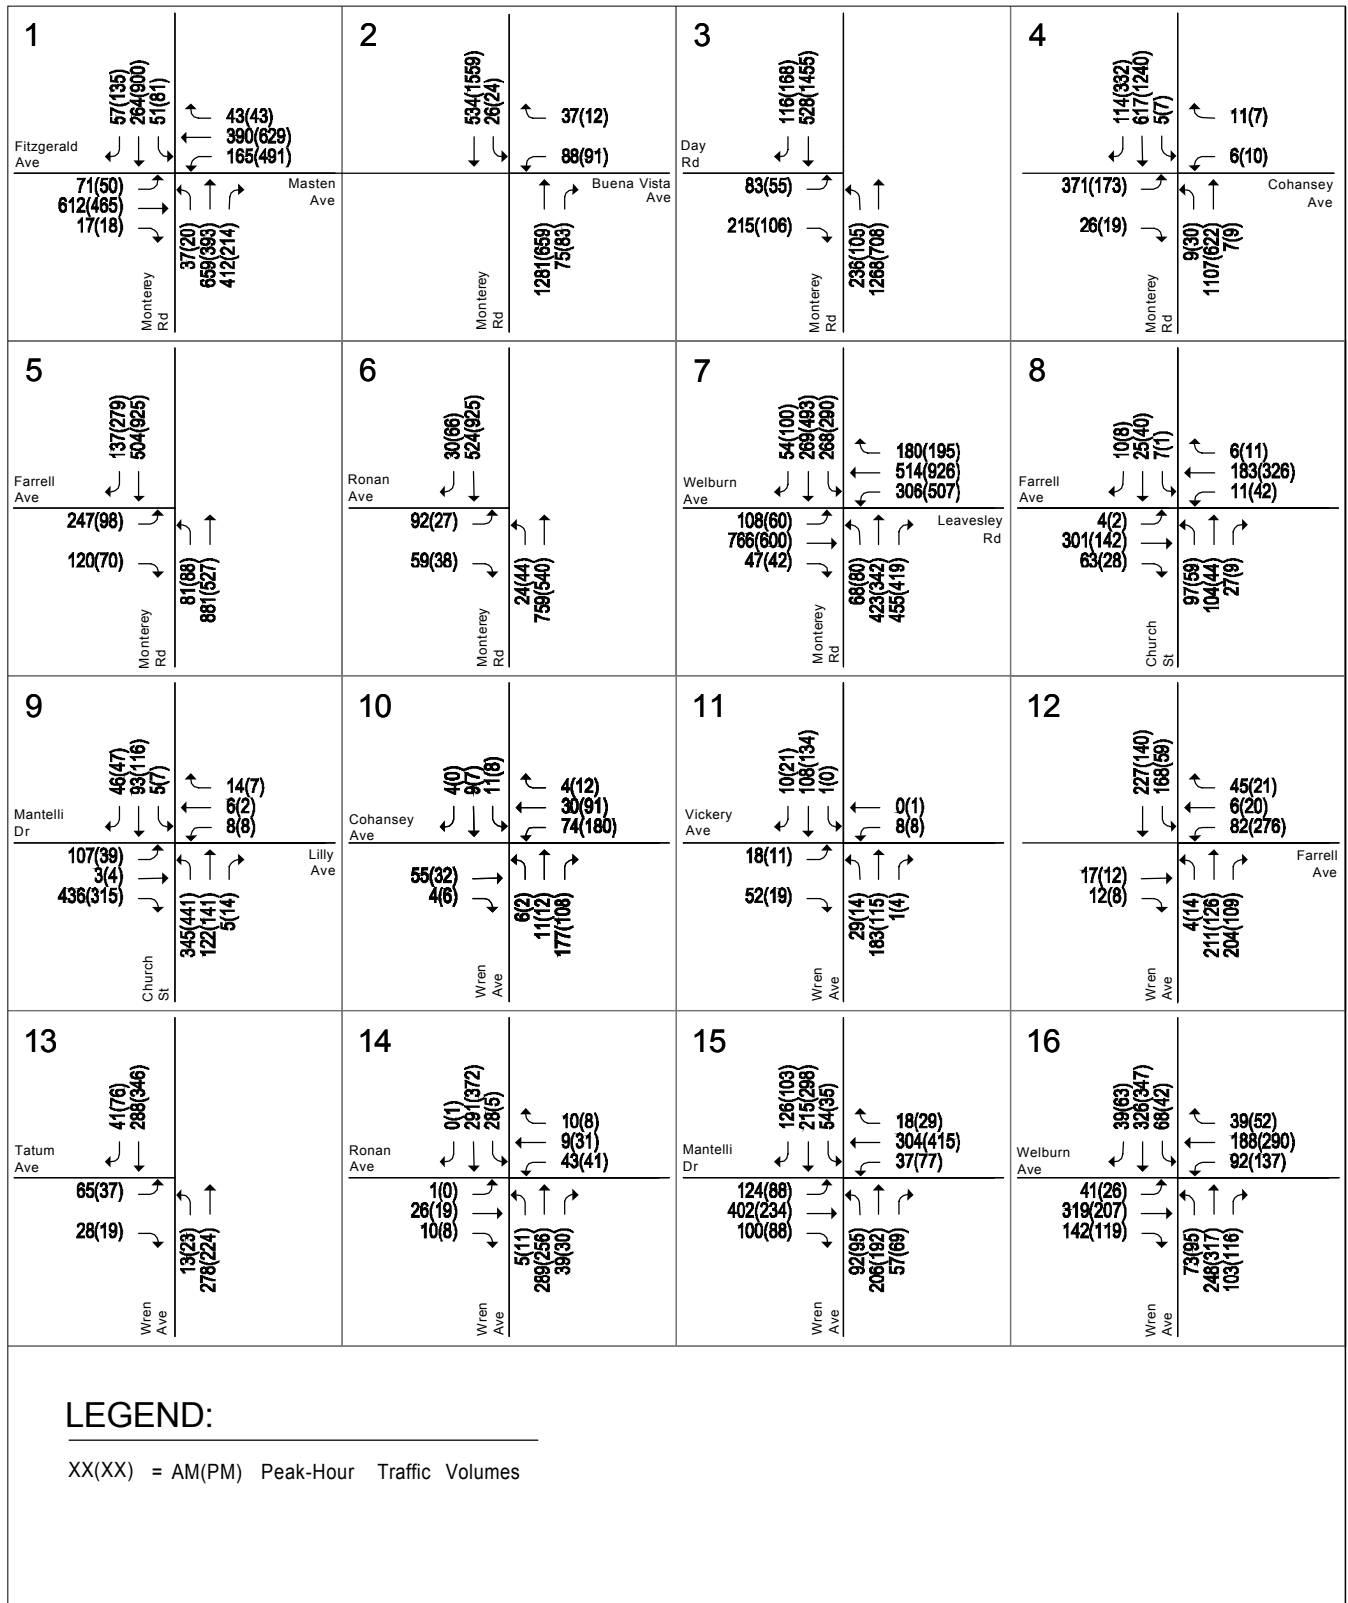 1
57(135)
264(900)
51(81)
43(43)
390(629)
165(491)
Fitzgerald
Ave
71(50)
612(465)
17(18)
Masten
Ave
37(20)
659(393)
412(214)
Monterey
Rd
2
534(1559)
26(24)
37(12)
88(91)
Buena Vista
Ave
1281(659)
75(83)
Monterey
Rd
3
116(168)
528(1455)
Day
Rd
83(55)
215(106)
236(105)
1268(708)
Monterey
Rd
4
114(332)
617(1240)
5(7)
11(7)
6(10)
371(173)
26(19)
Cohansey
Ave
9(30)
1107(622)
7(9)
Monterey
Rd
5
137(279)
504(925)
Farrell
Ave
247(98)
120(70)
81(88)
881(527)
Monterey
Rd
6
30(66)
524(925)
Ronan
Ave
92(27)
59(38)
24(44)
759(540)
Monterey
Rd
7
54(100)
269(493)
268(290)
180(195)
514(926)
306(507)
Welburn
Ave
108(60)
766(600)
47(42)
Leavesley
Rd
68(80)
423(342)
455(419)
Monterey
Rd
8
10(8)
25(40)
7(1)
6(11)
183(326)
11(42)
Farrell
Ave
4(2)
301(142)
63(28)
97(59)
104(44)
27(9)
Church
St
9
46(47)
93(116)
5(7)
14(7)
6(2)
8(8)
Mantelli
Dr
107(39)
3(4)
436(315)
Lilly
Ave
345(441)
122(141)
5(14)
Church
St
10
4(0)
9(7)
11(8)
4(12)
30(91)
74(180)
Cohansey
Ave
55(32)
4(6)
6(2)
11(12)
177(108)
Wren
Ave
11
10(21)
108(134)
1(0)
0(1)
8(8)
Vickery
Ave
18(11)
52(19)
29(14)
183(115)
1(4)
Wren
Ave
12
227(140)
168(59)
45(21)
6(20)
82(276)
17(12)
12(8)
Farrell
Ave
4(14)
211(126)
204(109)
Wren
Ave
13
41(76)
288(346)
Tatum
Ave
65(37)
28(19)
13(23)
278(224)
Wren
Ave
14
0(1)
291(372)
28(5)
10(8)
9(31)
43(41)
Ronan
Ave
1(0)
26(19)
10(8)
5(11)
289(256)
39(30)
Wren
Ave
15
126(103)
215(298)
54(35)
18(29)
304(415)
37(77)
Mantelli
Dr
124(88)
402(234)
100(88)
92(95)
206(192)
57(69)
Wren
Ave
16
39(63)
326(347)
68(42)
39(52)
188(290)
92(137)
Welburn
Ave
41(26)
319(207)
142(119)
73(95)
248(317)
103(116)
Wren
Ave
LEGEND:
XX(XX) = AM(PM) Peak-Hour Traffic Volumes